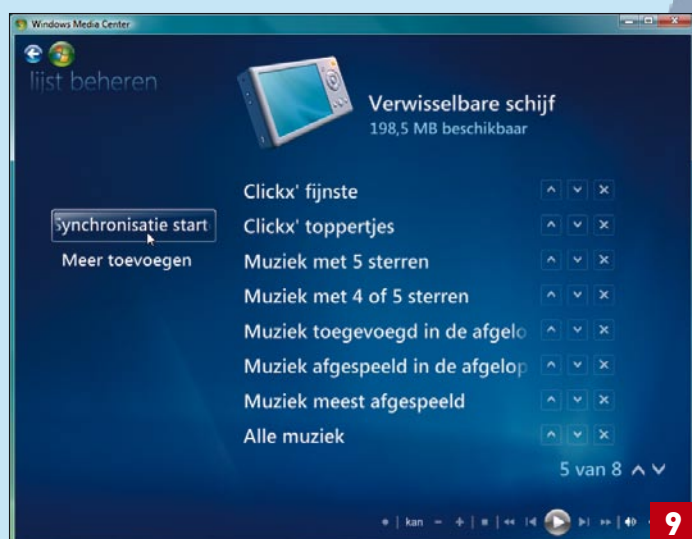 Windows Media Center
lijst beheren
Verwisselbare schijf
198,5 MB beschikbaar
Synchronisatie start
Meer toevoegen
Clickx' fijnste
Clickx' toppertjes
Muziek met 5 sterren
Muziek met 4 of 5 sterren
Muziek toegevoegd in de afgelo
Muziek afgespeeld in de afgelop
Muziek meest afgespeeld
Alle muziek
5 van 8
kan
9